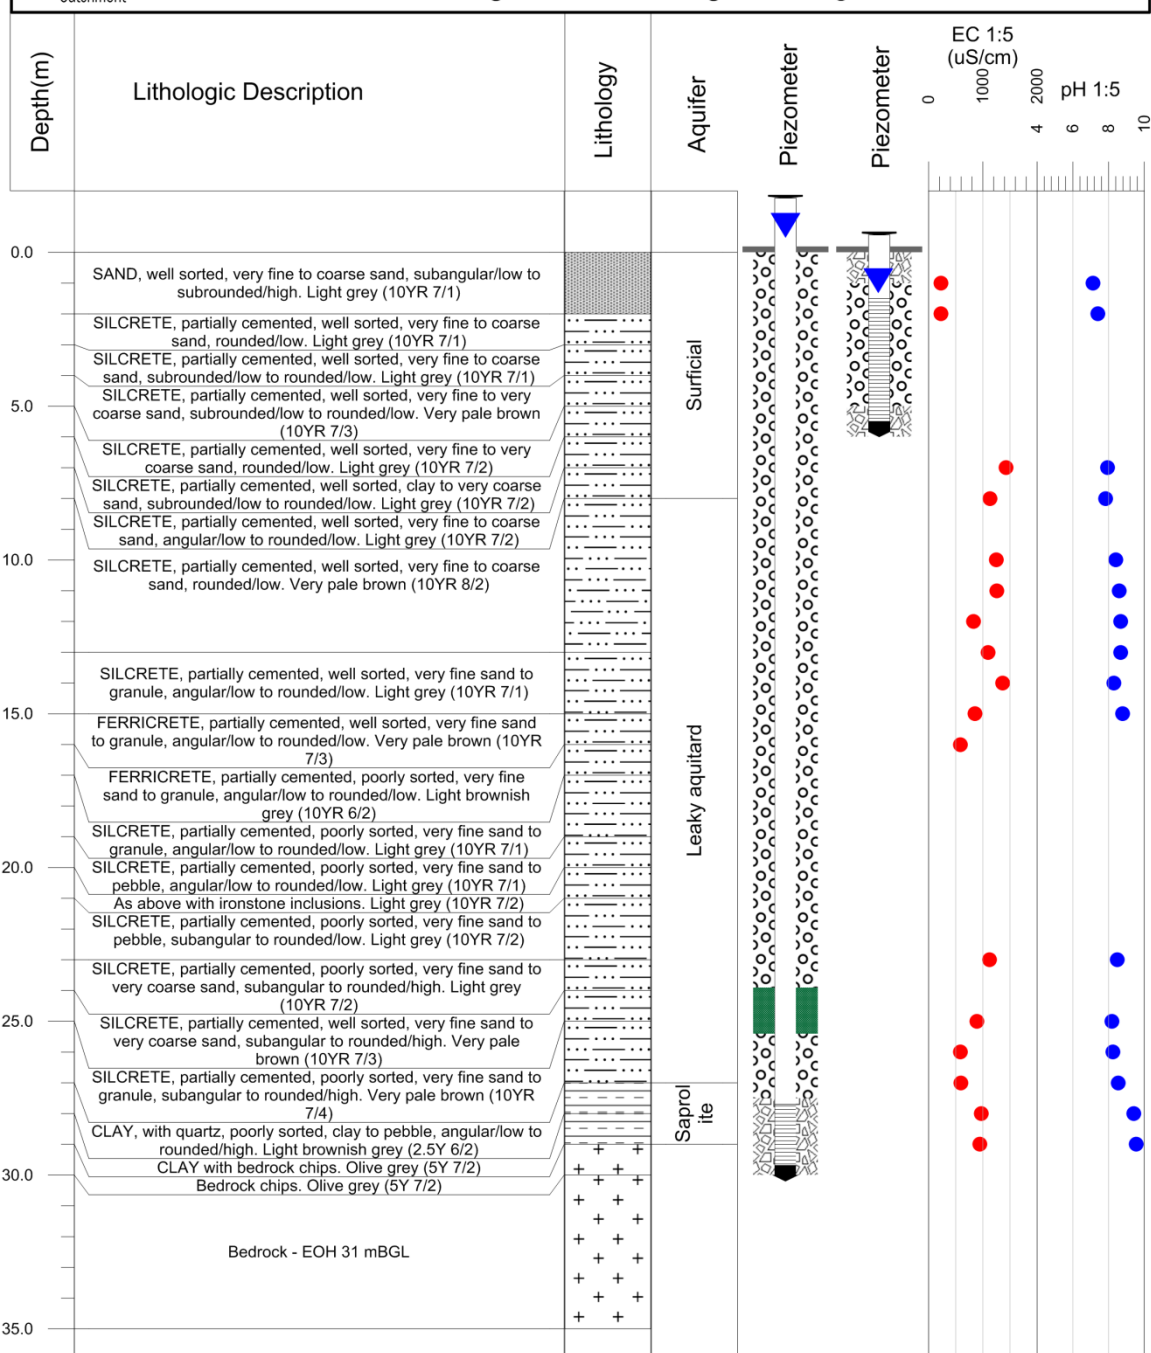 Depth(m)
Lithologic Description
Lithology
Aquifer
Piezometer
Piezometer
EC 1:5
(uS/cm)
0
1000
2000
pH 1:5
4
6
8
10
0.0
SAND, well sorted, very fine to coarse sand, subangular/low to
subrounded/high. Light grey (10YR 7/1)
SILCRETE, partially cemented, well sorted, very fine to coarse
sand, rounded/low. Light grey (10YR 7/1)
SILCRETE, partially cemented, well sorted, very fine to coarse
sand, subrounded/low to rounded/low. Light grey (10YR 7/1)
SILCRETE, partially cemented, well sorted, very fine to very
coarse sand, subrounded/low to rounded/low. Very pale brown
(10YR 7/3)
5.0
Surficial
SILCRETE, partially cemented, well sorted, very fine to very
coarse sand, rounded/low. Light grey (10YR 7/2)
SILCRETE, partially cemented, well sorted, clay to very coarse
sand, subrounded/low to rounded/low. Light grey (10YR 7/2)
SILCRETE, partially cemented, well sorted, very fine to coarse
sand, angular/low to rounded/low. Light grey (10YR 7/2)
10.0
SILCRETE, partially cemented, well sorted, very fine to coarse
sand, rounded/low. Very pale brown (10YR 8/2)
SILCRETE, partially cemented, well sorted, very fine sand to
granule, angular/low to rounded/low. Light grey (10YR 7/1)
15.0
FERRICRETE, partially cemented, well sorted, very fine sand
to granule, angular/low to rounded/low. Very pale brown (10YR
7/3)
FERRICRETE, partially cemented, poorly sorted, very fine
sand to granule, angular/low to rounded/low. Light brownish
grey (10YR 6/2)
Leaky aquitard
SILCRETE, partially cemented, poorly sorted, very fine sand to
granule, angular/low to rounded/low. Light grey (10YR 7/1)
20.0
SILCRETE, partially cemented, poorly sorted, very fine sand to
pebble, angular/low to rounded/low. Light grey (10YR 7/1)
As above with ironstone inclusions. Light grey (10YR 7/2)
SILCRETE, partially cemented, poorly sorted, very fine sand to
pebble, subangular to rounded/low. Light grey (10YR 7/2)
SILCRETE, partially cemented, poorly sorted, very fine sand to
very coarse sand, subangular to rounded/high. Light grey
(10YR 7/2)
25.0
SILCRETE, partially cemented, well sorted, very fine sand to
very coarse sand, subangular to rounded/high. Very pale
brown (10YR 7/3)
SILCRETE, partially cemented, poorly sorted, very fine sand to
granule, subangular to rounded/high. Very pale brown (10YR
7/4)
Saprol
ite
CLAY, with quartz, poorly sorted, clay to pebble, angular/low to
rounded/high. Light brownish grey (2.5Y 6/2)
CLAY with bedrock chips. Olive grey (5Y 7/2)
30.0
Bedrock chips. Olive grey (5Y 7/2)
Bedrock - EOH 31 mBGL
35.0